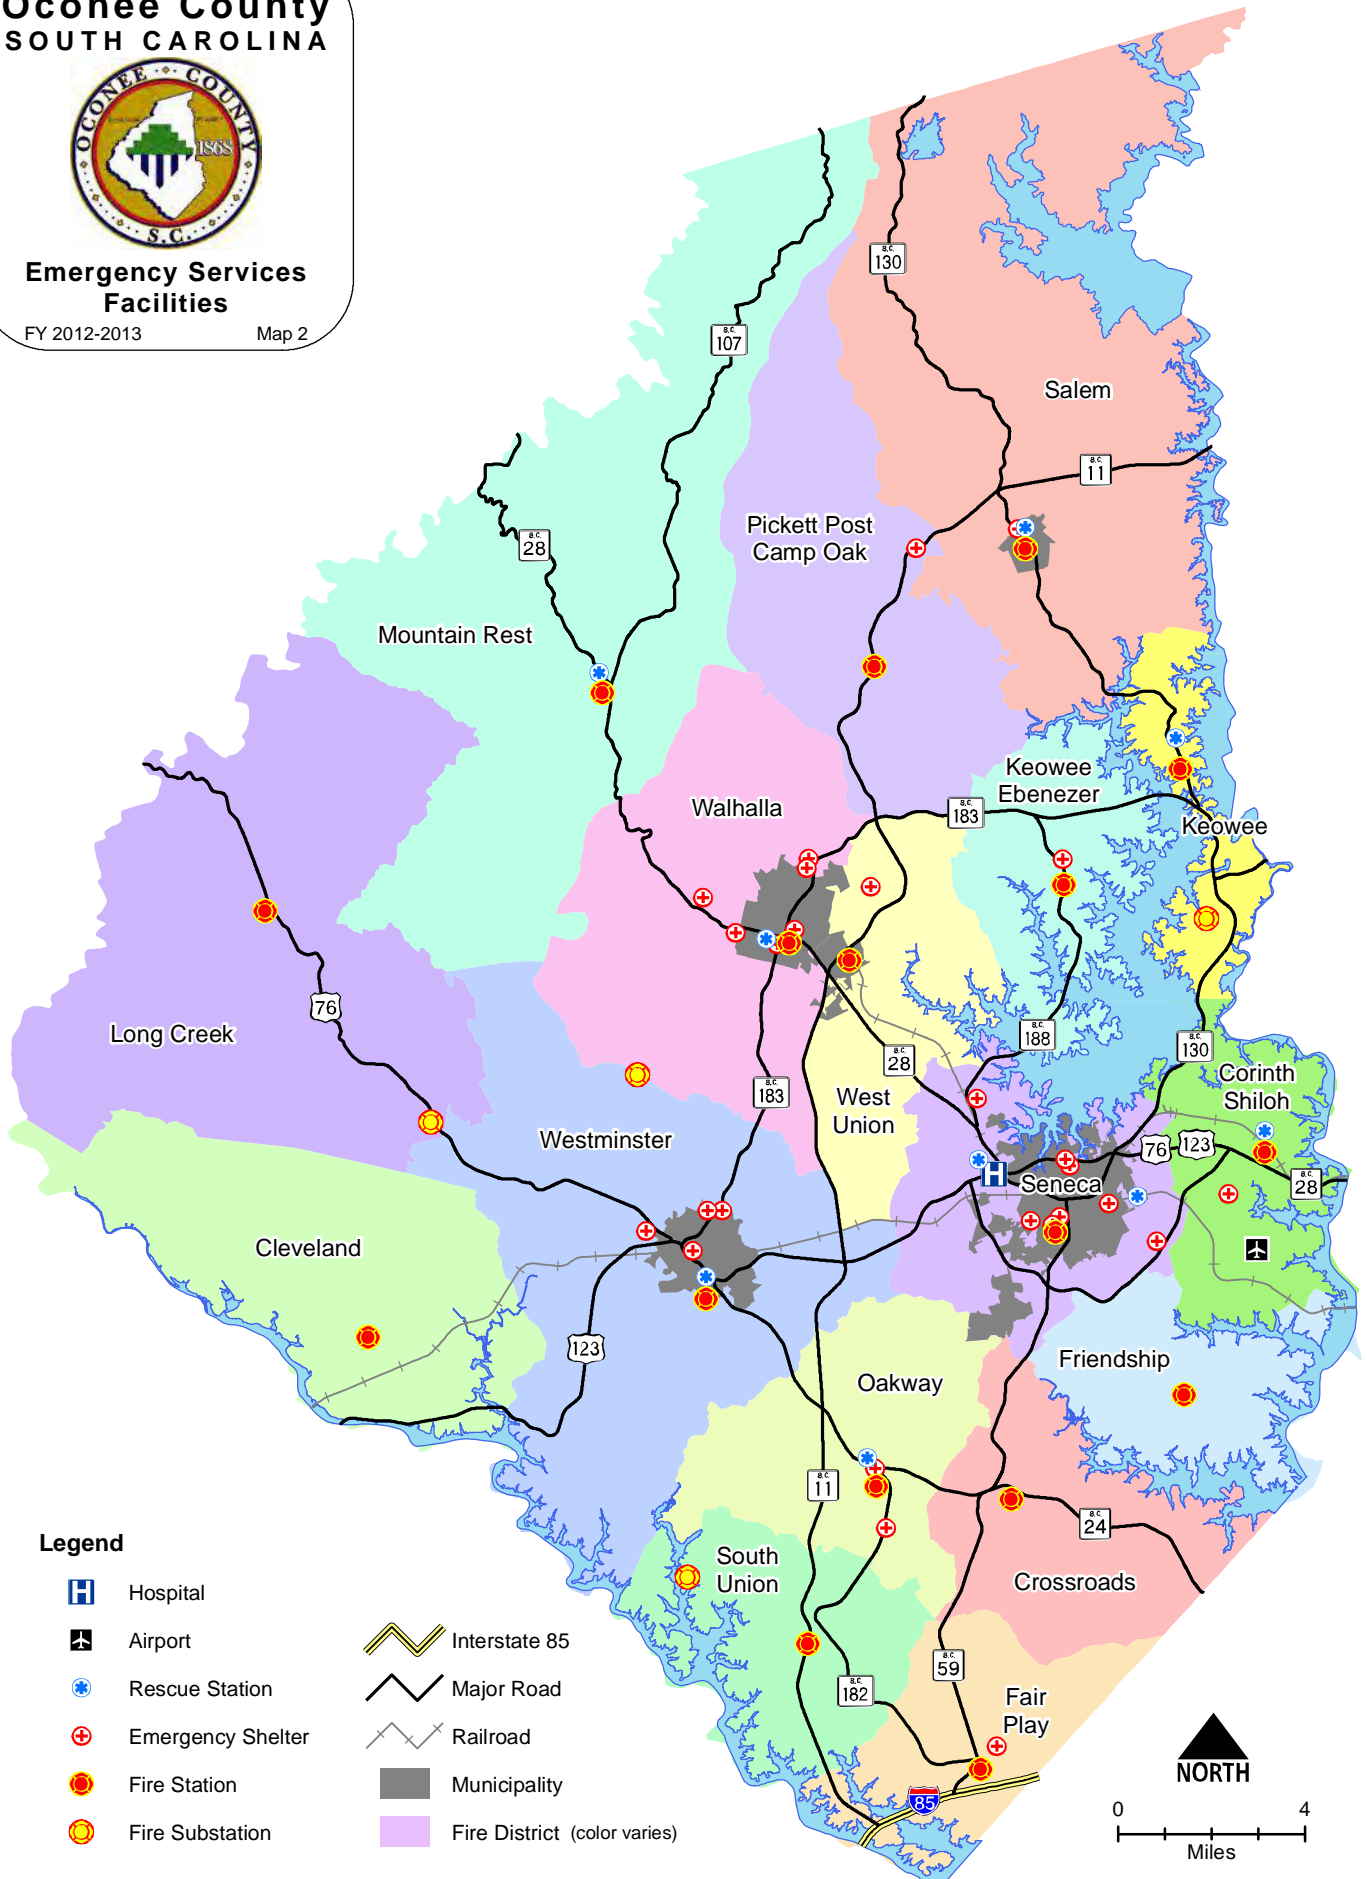 Oconee County
SOUTH CAROLINA
OCONEE COUNTY
1868
S.C.
Emergency Services
Facilities
FY 2012-2013 Map 2
S.C.
130
S.C.
107
Salem
S.C.
11
Pickett Post
Camp Oak
S.C.
28
Mountain Rest
Keowee
Ebenezer
Walhalla
S.C.
183
Keowee
76
Long Creek
S.C.
188
S.C.
130
S.C.
28
Corinth
Shiloh
S.C.
183
West
Union
Westminster
76
123
Seneca
S.C.
28
Cleveland
123
Friendship
Oakway
S.C.
11
S.C.
24
South
Union
Crossroads
S.C.
59
S.C.
182
Fair
Play
85
Legend
Hospital
Airport
Rescue Station
Emergency Shelter
Fire Station
Fire Substation
Interstate 85
Major Road
Railroad
Municipality
Fire District (color varies)
NORTH
0 4
Miles